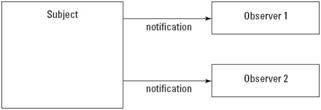 Subject
Observer 1
notification
Observer 2
notification